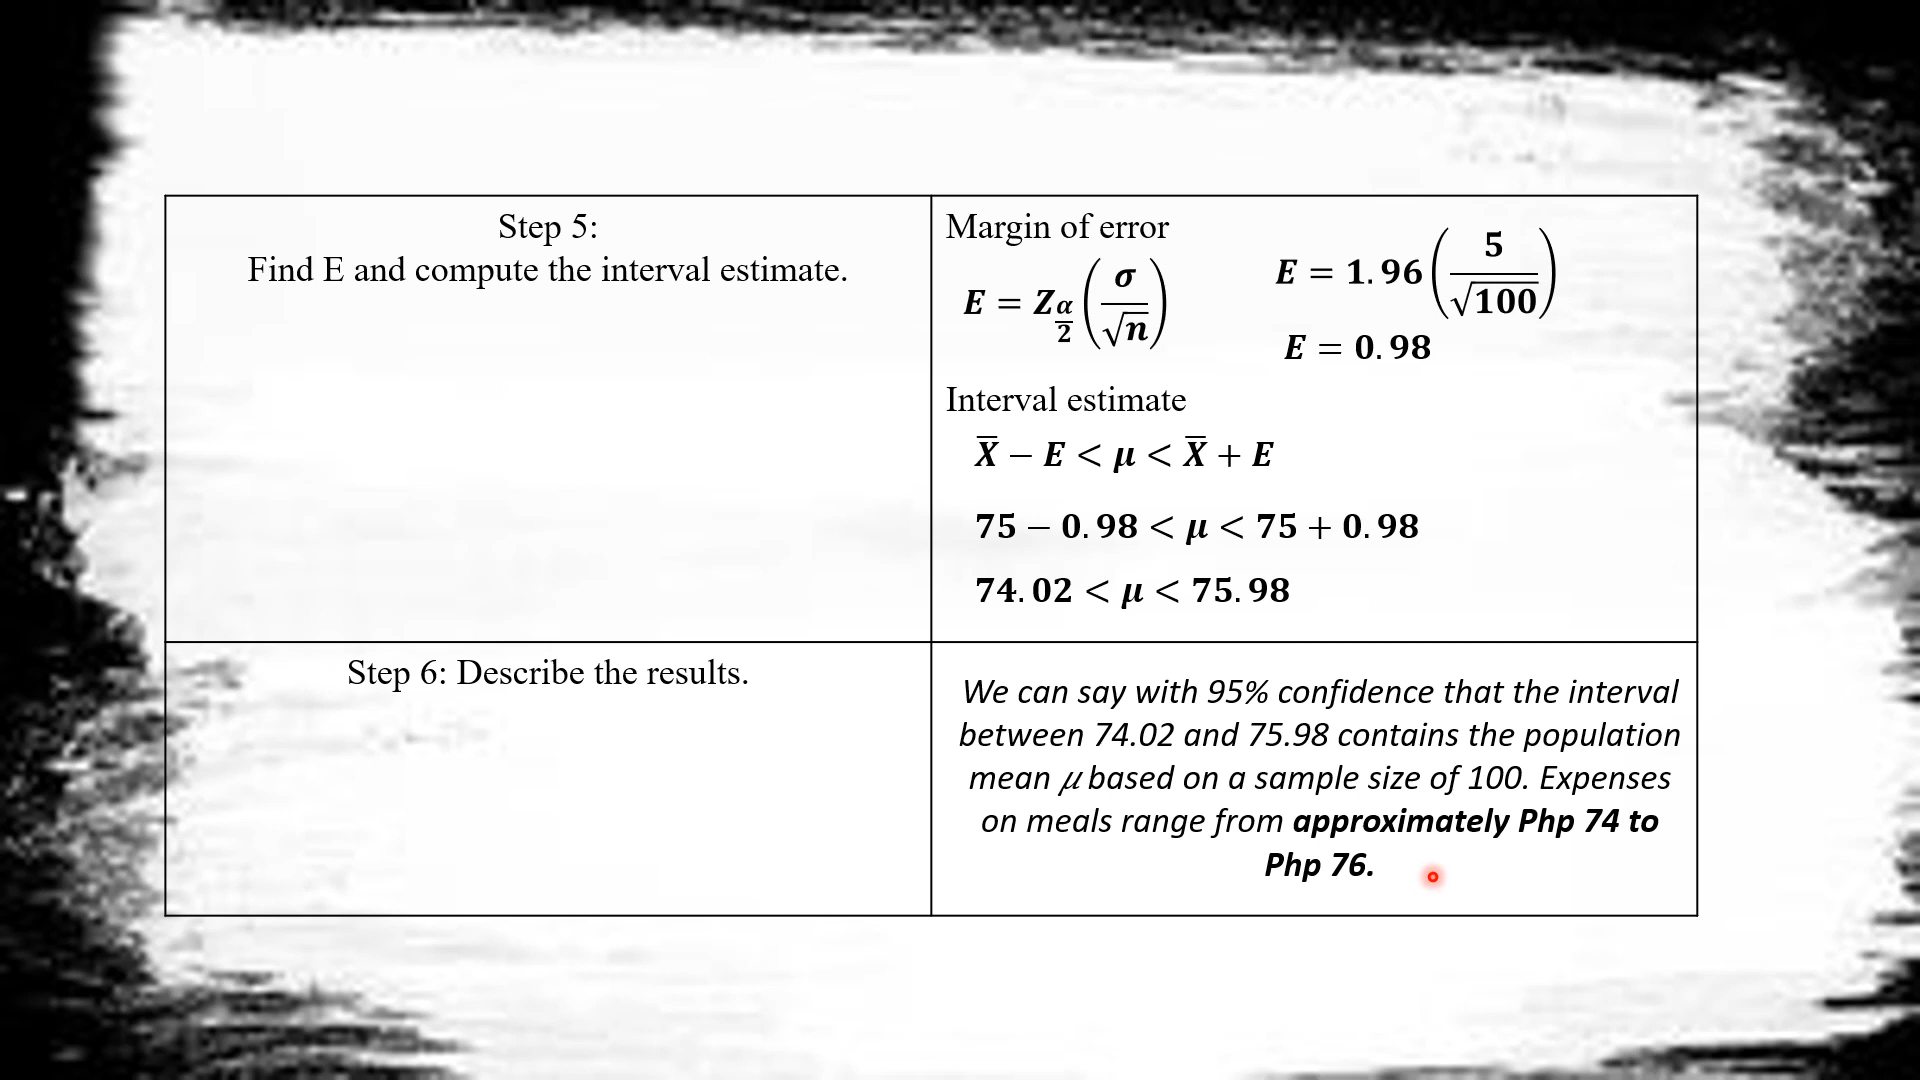 Step 5:
Find E and compute the interval estimate.
Margin of error
E = Z_{α/2} (σ/√n)
E = 1.96 (5/√100)
E = 0.98
Interval estimate
X̅ − E < μ < X̅ + E
75 − 0.98 < μ < 75 + 0.98
74.02 < μ < 75.98
Step 6: Describe the results.
We can say with 95% confidence that the interval
between 74.02 and 75.98 contains the population
mean μ based on a sample size of 100. Expenses
on meals range from approximately Php 74 to
Php 76.